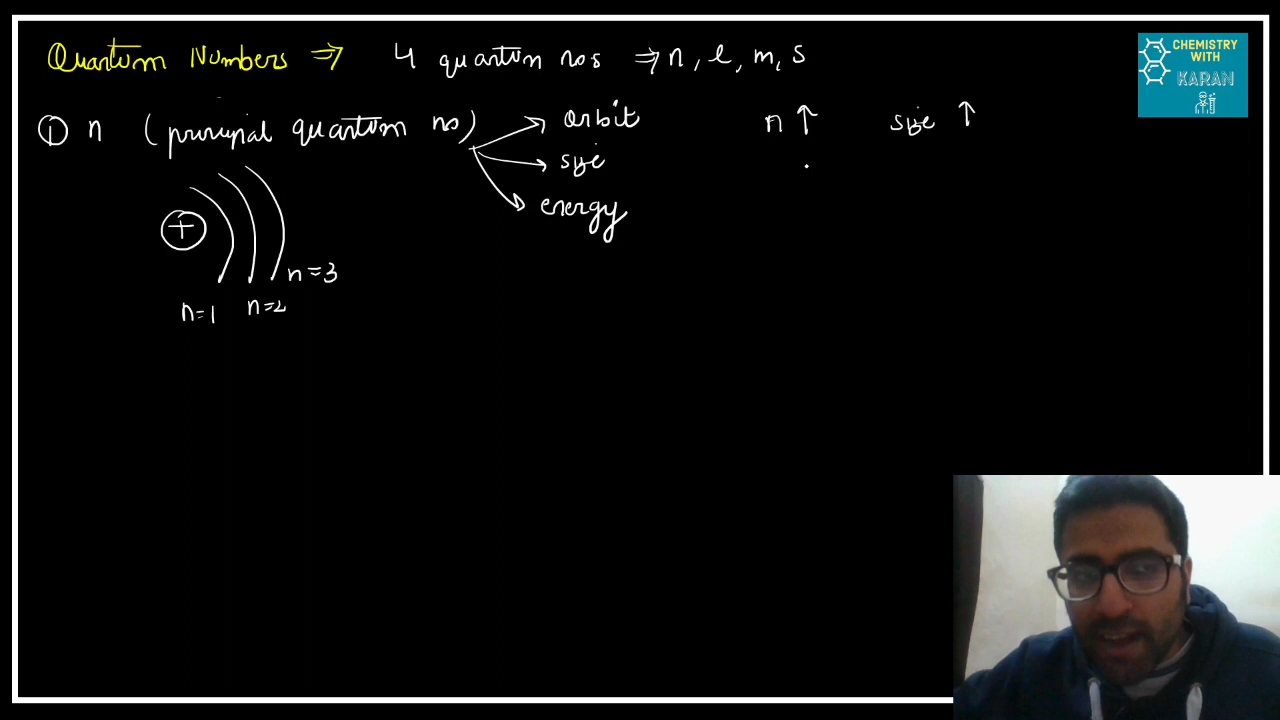 Quantum Numbers ⇒ 4 quantum nos ⇒ n, l, m, s
CHEMISTRY
WITH
KARAN
① n (principal quantum no) orbit n ↑ size ↑
size
energy
+
n=3
n=1 n=2